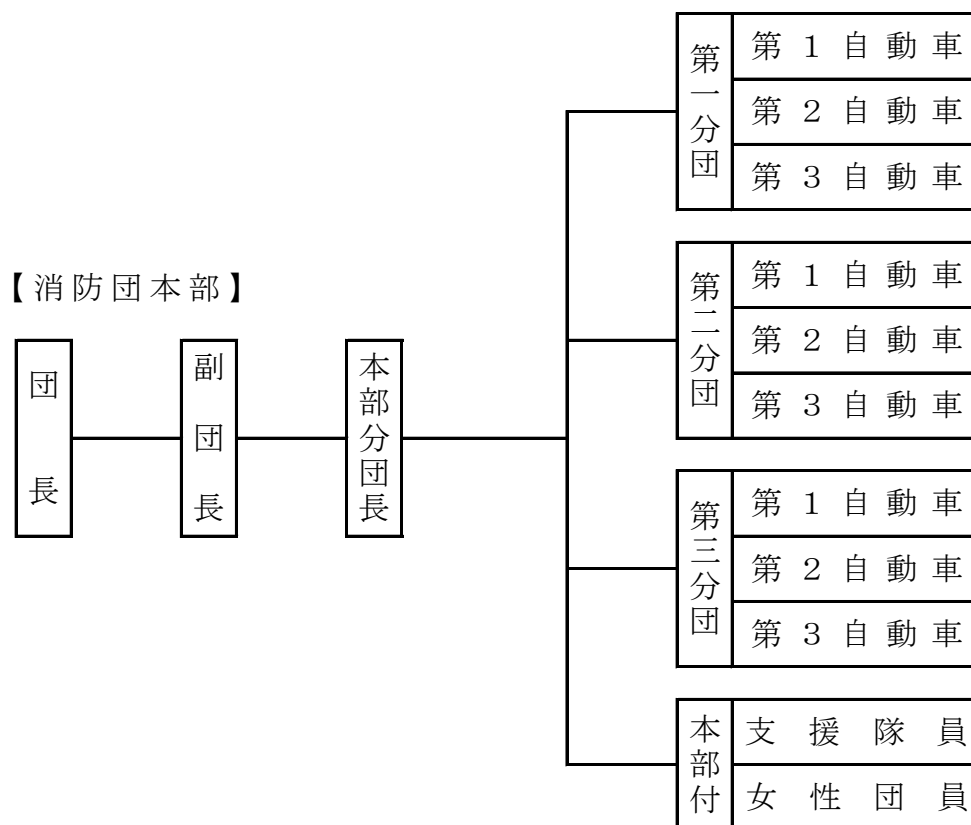 【消防団本部】
団長
副団長
本部分団長
第一分団
第１自動車
第２自動車
第３自動車
第二分団
第１自動車
第２自動車
第３自動車
第三分団
第１自動車
第２自動車
第３自動車
本部付
支援隊員
女性団員